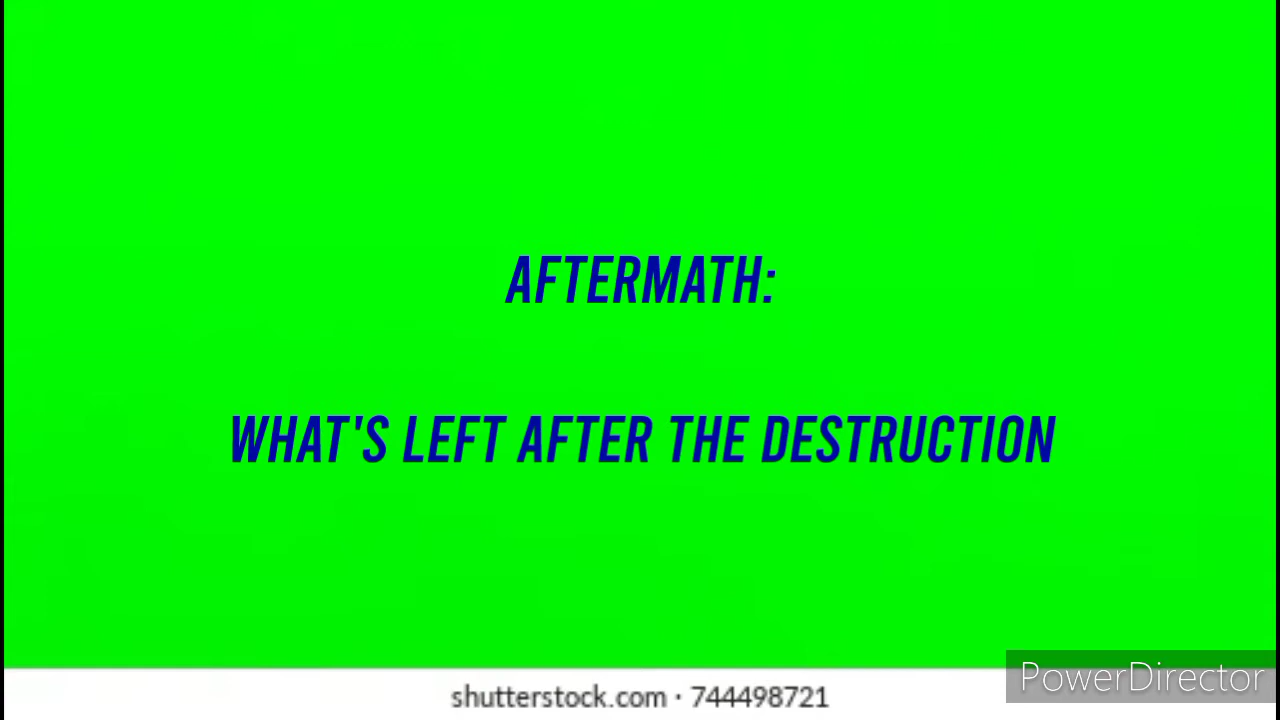 AFTERMATH:
WHAT'S LEFT AFTER THE DESTRUCTION
PowerDirector
shutterstock.com · 744498721